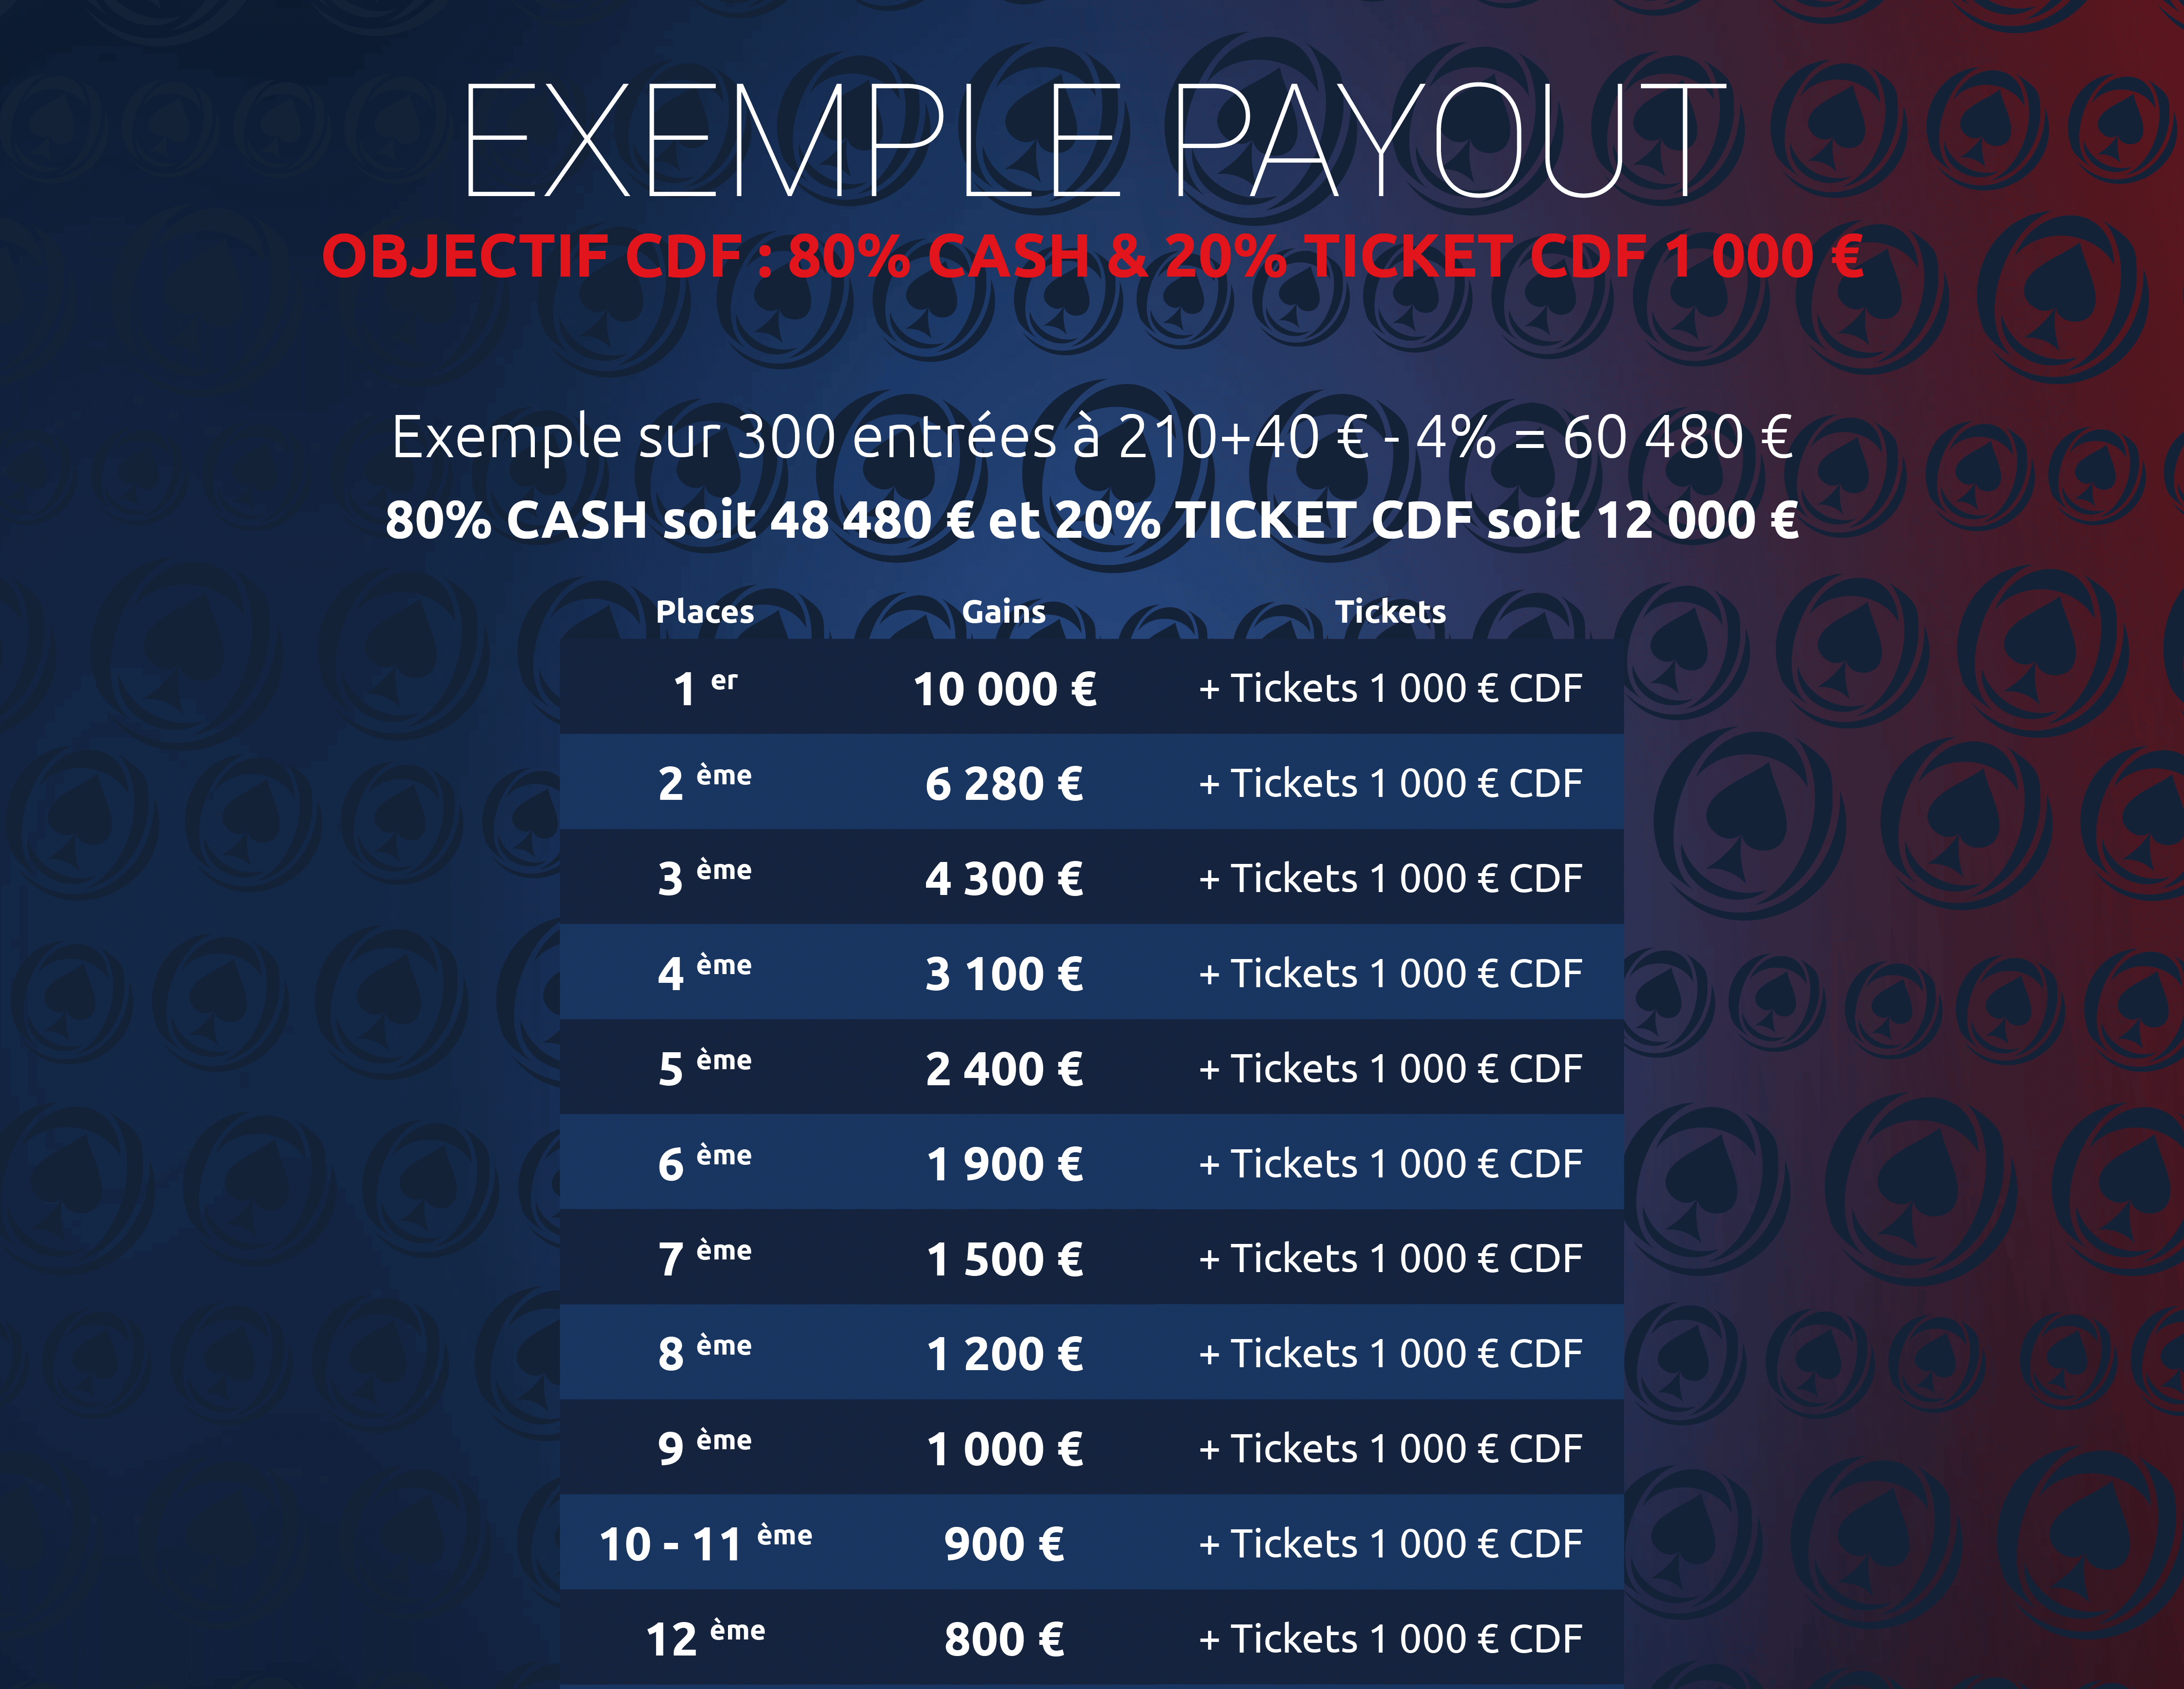 EXEMPLE PAYOUT
OBJECTIF CDF : 80% CASH & 20% TICKET CDF 1 000 €
Exemple sur 300 entrées à 210+40 € - 4% = 60 480 €
80% CASH soit 48 480 € et 20% TICKET CDF soit 12 000 €
Places Gains Tickets
1 er 10 000 € + Tickets 1 000 € CDF
2 ème 6 280 € + Tickets 1 000 € CDF
3 ème 4 300 € + Tickets 1 000 € CDF
4 ème 3 100 € + Tickets 1 000 € CDF
5 ème 2 400 € + Tickets 1 000 € CDF
6 ème 1 900 € + Tickets 1 000 € CDF
7 ème 1 500 € + Tickets 1 000 € CDF
8 ème 1 200 € + Tickets 1 000 € CDF
9 ème 1 000 € + Tickets 1 000 € CDF
10 - 11 ème 900 € + Tickets 1 000 € CDF
12 ème 800 € + Tickets 1 000 € CDF